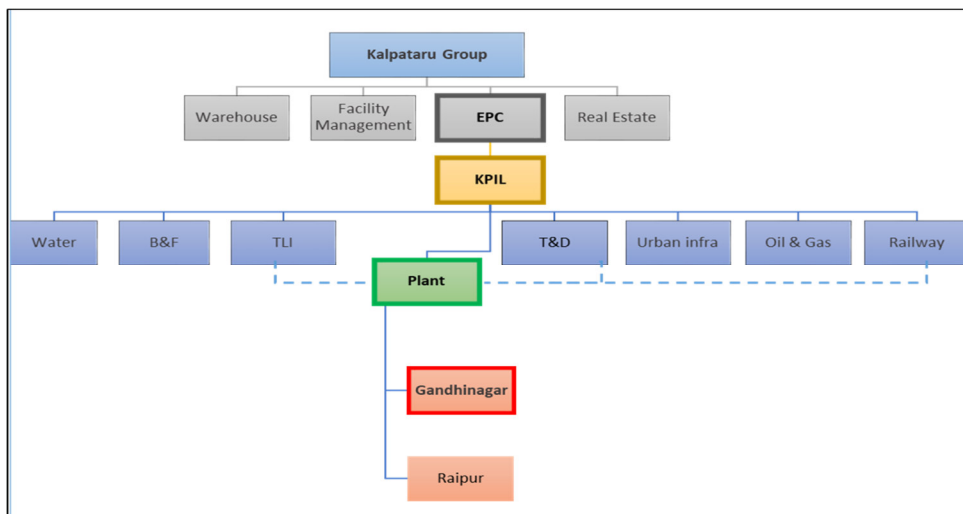 Kalpataru Group
Warehouse
Facility
Management
EPC
Real Estate
KPIL
Water
B&F
TLI
T&D
Urban infra
Oil & Gas
Railway
Plant
Gandhinagar
Raipur